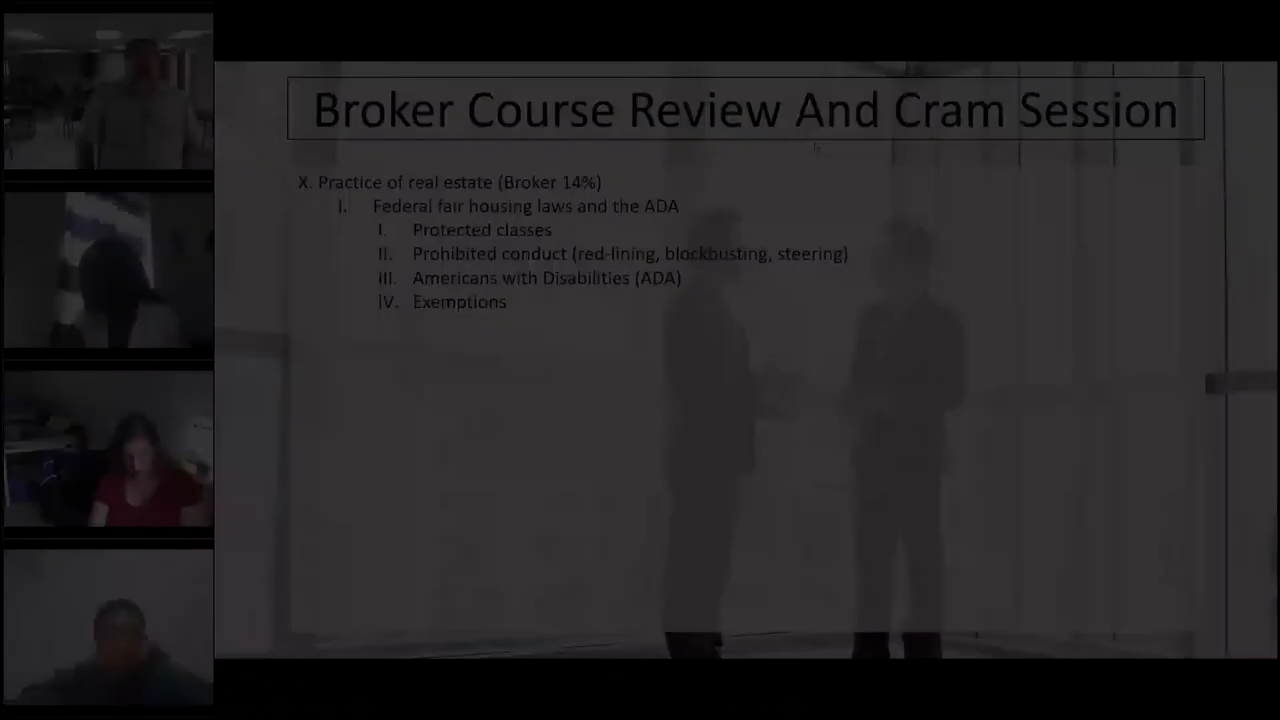 Broker Course Review And Cram Session
X. Practice of real estate (Broker 14%)
I. Federal fair housing laws and the ADA
I. Protected classes
II. Prohibited conduct (red-lining, blockbusting, steering)
III. Americans with Disabilities (ADA)
IV. Exemptions